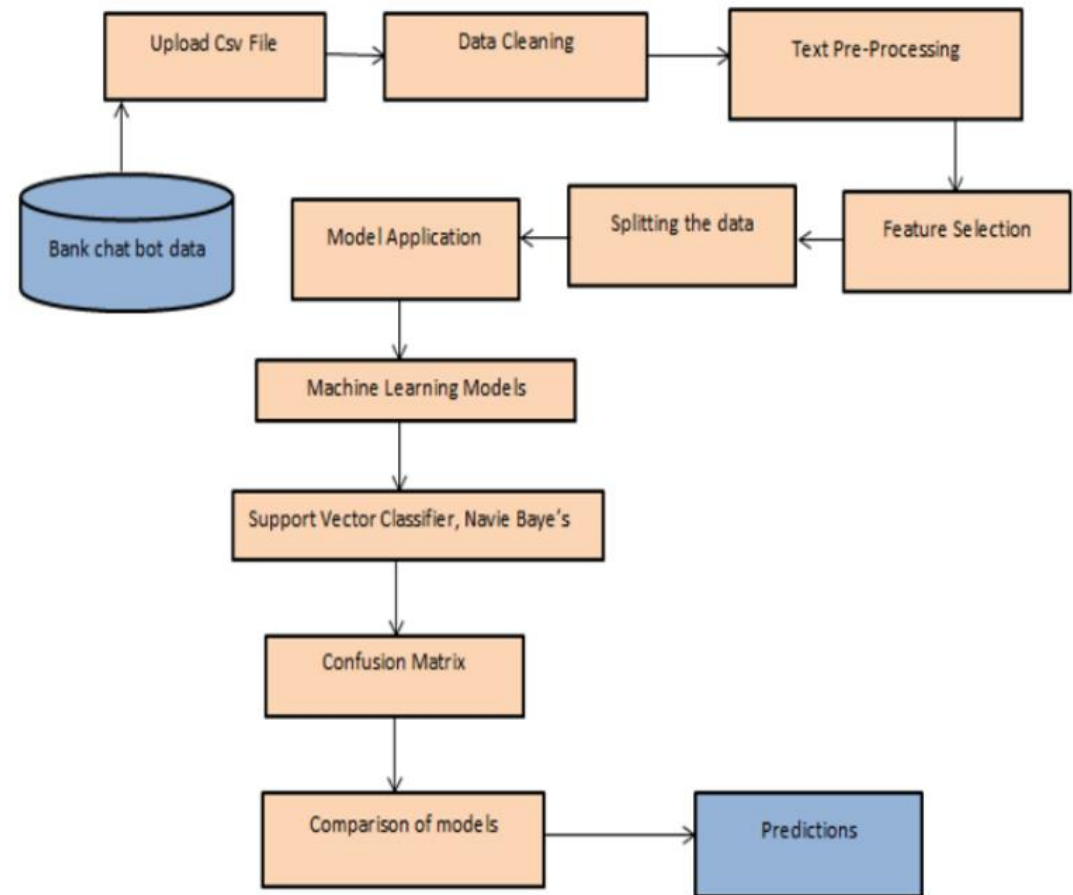 Upload Csv File
Data Cleaning
Text Pre-Processing
Bank chat bot data
Model Application
Splitting the data
Feature Selection
Machine Learning Models
Support Vector Classifier, Navie Baye's
Confusion Matrix
Comparison of models
Predictions